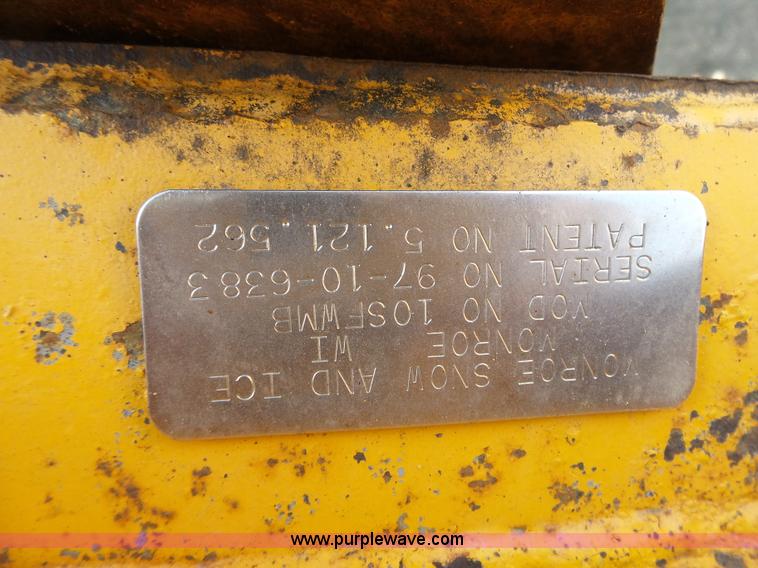 MONROE SNOW AND ICE
MONROE WI
MOD NO 10SFWMB
SERIAL NO 97-10-6383
PATENT NO 5.121.562
www.purplewave.com